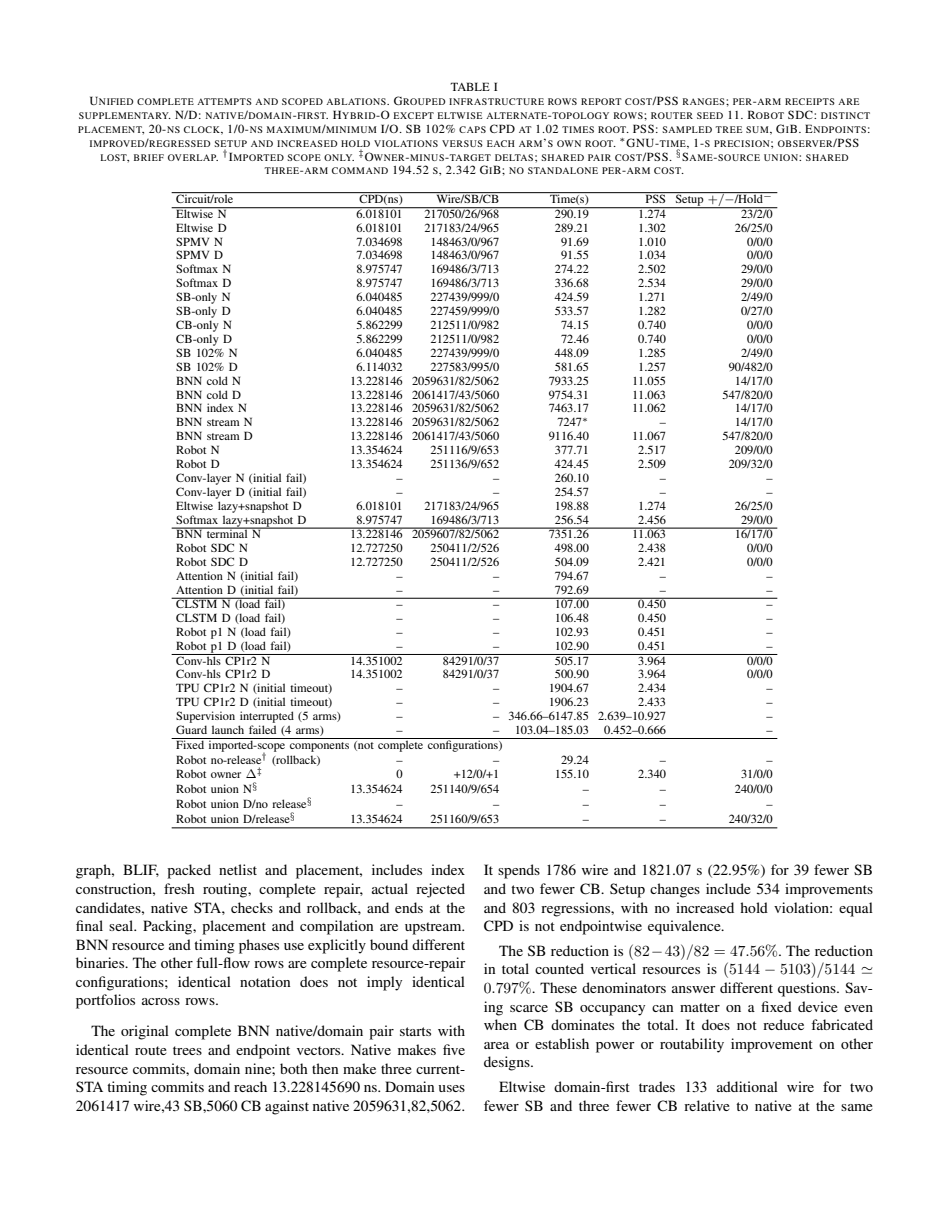 TABLE I
UNIFIED COMPLETE ATTEMPTS AND SCOPED ABLATIONS. GROUPED INFRASTRUCTURE ROWS REPORT COST/PSS RANGES; PER-ARM RECEIPTS ARE
SUPPLEMENTARY. N/D: NATIVE/DOMAIN-FIRST. HYBRID-O EXCEPT ELTWISE ALTERNATE-TOPOLOGY ROWS; ROUTER SEED 11. ROBOT SDC: DISTINCT
PLACEMENT, 20-NS CLOCK, 1/0-NS MAXIMUM/MINIMUM I/O. SB 102% CAPS CPD AT 1.02 TIMES ROOT. PSS: SAMPLED TREE SUM, GIB. ENDPOINTS:
IMPROVED/REGRESSED SETUP AND INCREASED HOLD VIOLATIONS VERSUS EACH ARM'S OWN ROOT. *GNU-TIME, 1-S PRECISION; OBSERVER/PSS
LOST, BRIEF OVERLAP. †IMPORTED SCOPE ONLY. ‡OWNER-MINUS-TARGET DELTAS; SHARED PAIR COST/PSS. §SAME-SOURCE UNION: SHARED
THREE-ARM COMMAND 194.52 S, 2.342 GIB; NO STANDALONE PER-ARM COST.
Circuit/role CPD(ns) Wire/SB/CB Time(s) PSS Setup +/−/Hold−
Eltwise N 6.018101 217050/26/968 290.19 1.274 23/2/0
Eltwise D 6.018101 217183/24/965 289.21 1.302 26/25/0
SPMV N 7.034698 148463/0/967 91.69 1.010 0/0/0
SPMV D 7.034698 148463/0/967 91.55 1.034 0/0/0
Softmax N 8.975747 169486/3/713 274.22 2.502 29/0/0
Softmax D 8.975747 169486/3/713 336.68 2.534 29/0/0
SB-only N 6.040485 227439/999/0 424.59 1.271 2/49/0
SB-only D 6.040485 227459/999/0 533.57 1.282 0/27/0
CB-only N 5.862299 212511/0/982 74.15 0.740 0/0/0
CB-only D 5.862299 212511/0/982 72.46 0.740 0/0/0
SB 102% N 6.040485 227439/999/0 448.09 1.285 2/49/0
SB 102% D 6.114032 227583/995/0 581.65 1.257 90/482/0
BNN cold N 13.228146 2059631/82/5062 7933.25 11.055 14/17/0
BNN cold D 13.228146 2061417/43/5060 9754.31 11.063 547/820/0
BNN index N 13.228146 2059631/82/5062 7463.17 11.062 14/17/0
BNN stream N 13.228146 2059631/82/5062 7247* – 14/17/0
BNN stream D 13.228146 2061417/43/5060 9116.40 11.067 547/820/0
Robot N 13.354624 251116/9/653 377.71 2.517 209/0/0
Robot D 13.354624 251136/9/652 424.45 2.509 209/32/0
Conv-layer N (initial fail) – – 260.10 – –
Conv-layer D (initial fail) – – 254.57 – –
Eltwise lazy+snapshot D 6.018101 217183/24/965 198.88 1.274 26/25/0
Softmax lazy+snapshot D 8.975747 169486/3/713 256.54 2.456 29/0/0
BNN terminal N 13.228146 2059607/82/5062 7351.26 11.063 16/17/0
Robot SDC N 12.727250 250411/2/526 498.00 2.438 0/0/0
Robot SDC D 12.727250 250411/2/526 504.09 2.421 0/0/0
Attention N (initial fail) – – 794.67 – –
Attention D (initial fail) – – 792.69 – –
CLSTM N (load fail) – – 107.00 0.450 –
CLSTM D (load fail) – – 106.48 0.450 –
Robot p1 N (load fail) – – 102.93 0.451 –
Robot p1 D (load fail) – – 102.90 0.451 –
Conv-hls CP1r2 N 14.351002 84291/0/37 505.17 3.964 0/0/0
Conv-hls CP1r2 D 14.351002 84291/0/37 500.90 3.964 0/0/0
TPU CP1r2 N (initial timeout) – – 1904.67 2.434 –
TPU CP1r2 D (initial timeout) – – 1906.23 2.433 –
Supervision interrupted (5 arms) – – 346.66–6147.85 2.639–10.927 –
Guard launch failed (4 arms) – – 103.04–185.03 0.452–0.666 –
Fixed imported-scope components (not complete configurations)
Robot no-release† (rollback) – – 29.24 – –
Robot owner Δ‡ 0 +12/0/+1 155.10 2.340 31/0/0
Robot union N§ 13.354624 251140/9/654 – – 240/0/0
Robot union D/no release§ – – – – –
Robot union D/release§ 13.354624 251160/9/653 – – 240/32/0
graph, BLIF, packed netlist and placement, includes index
construction, fresh routing, complete repair, actual rejected
candidates, native STA, checks and rollback, and ends at the
final seal. Packing, placement and compilation are upstream.
BNN resource and timing phases use explicitly bound different
binaries. The other full-flow rows are complete resource-repair
configurations; identical notation does not imply identical
portfolios across rows.
The original complete BNN native/domain pair starts with
identical route trees and endpoint vectors. Native makes five
resource commits, domain nine; both then make three current-
STA timing commits and reach 13.228145690 ns. Domain uses
2061417 wire,43 SB,5060 CB against native 2059631,82,5062.
It spends 1786 wire and 1821.07 s (22.95%) for 39 fewer SB
and two fewer CB. Setup changes include 534 improvements
and 803 regressions, with no increased hold violation: equal
CPD is not endpointwise equivalence.
The SB reduction is (82−43)/82 = 47.56%. The reduction
in total counted vertical resources is (5144 − 5103)/5144 ≃
0.797%. These denominators answer different questions. Sav-
ing scarce SB occupancy can matter on a fixed device even
when CB dominates the total. It does not reduce fabricated
area or establish power or routability improvement on other
designs.
Eltwise domain-first trades 133 additional wire for two
fewer SB and three fewer CB relative to native at the same